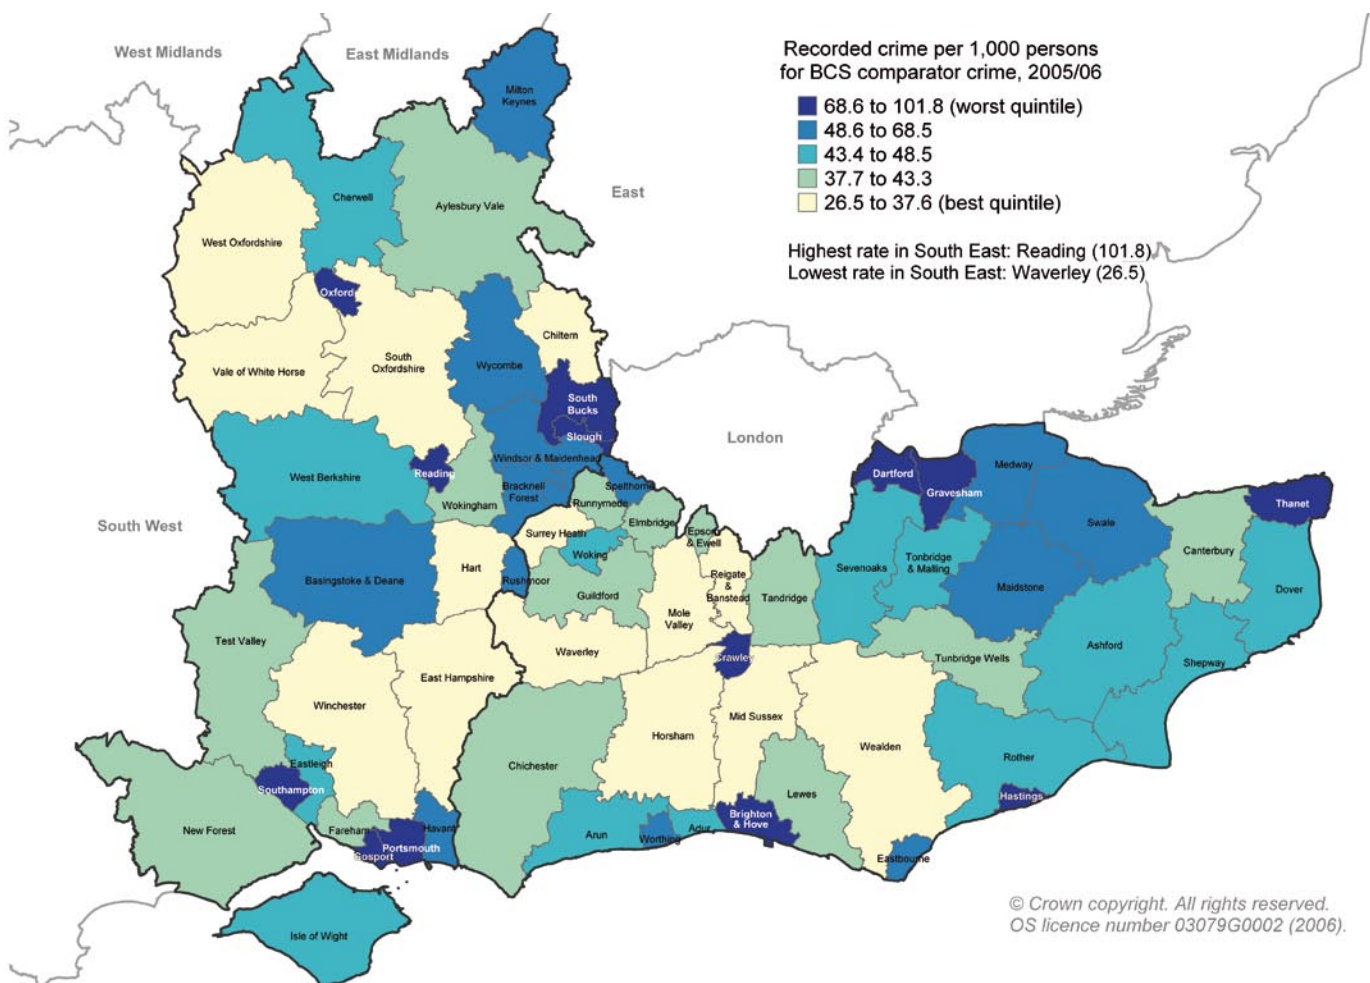 West Midlands
East Midlands
East
London
South West
Recorded crime per 1,000 persons
for BCS comparator crime, 2005/06
68.6 to 101.8 (worst quintile)
48.6 to 68.5
43.4 to 48.5
37.7 to 43.3
26.5 to 37.6 (best quintile)
Highest rate in South East: Reading (101.8)
Lowest rate in South East: Waverley (26.5)
Milton
Keynes
Cherwell
Aylesbury Vale
West Oxfordshire
Oxford
Chiltern
South
Oxfordshire
Wycombe
Vale of White Horse
South
Bucks
Slough
Windsor & Maidenhead
Reading
West Berkshire
Bracknell
Forest
Spelthorne
Wokingham
Runnymede
Elmbridge
Epsom
& Ewell
Surrey Heath
Woking
Hart
Rushmoor
Basingstoke & Deane
Guildford
Mole
Valley
Reigate
&
Banstead
Tandridge
Dartford
Gravesham
Medway
Swale
Thanet
Canterbury
Sevenoaks
Tonbridge
& Malling
Maidstone
Dover
Ashford
Shepway
Tunbridge Wells
Test Valley
Waverley
Crawley
East Hampshire
Winchester
Horsham
Mid Sussex
Wealden
Rother
Hastings
Chichester
Eastleigh
Southampton
New Forest
Fareham
Gosport
Portsmouth
Havant
Arun
Worthing
Adur
Brighton
& Hove
Lewes
Eastbourne
Isle of Wight
© Crown copyright. All rights reserved.
OS licence number 03079G0002 (2006).